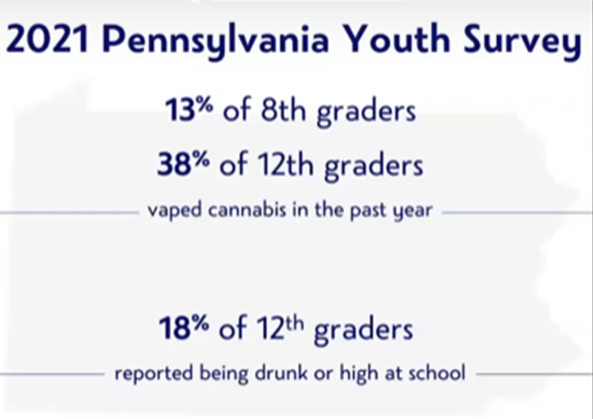 2021 Pennsylvania Youth Survey
13% of 8th graders
38% of 12th graders
vaped cannabis in the past year
18% of 12th graders
reported being drunk or high at school